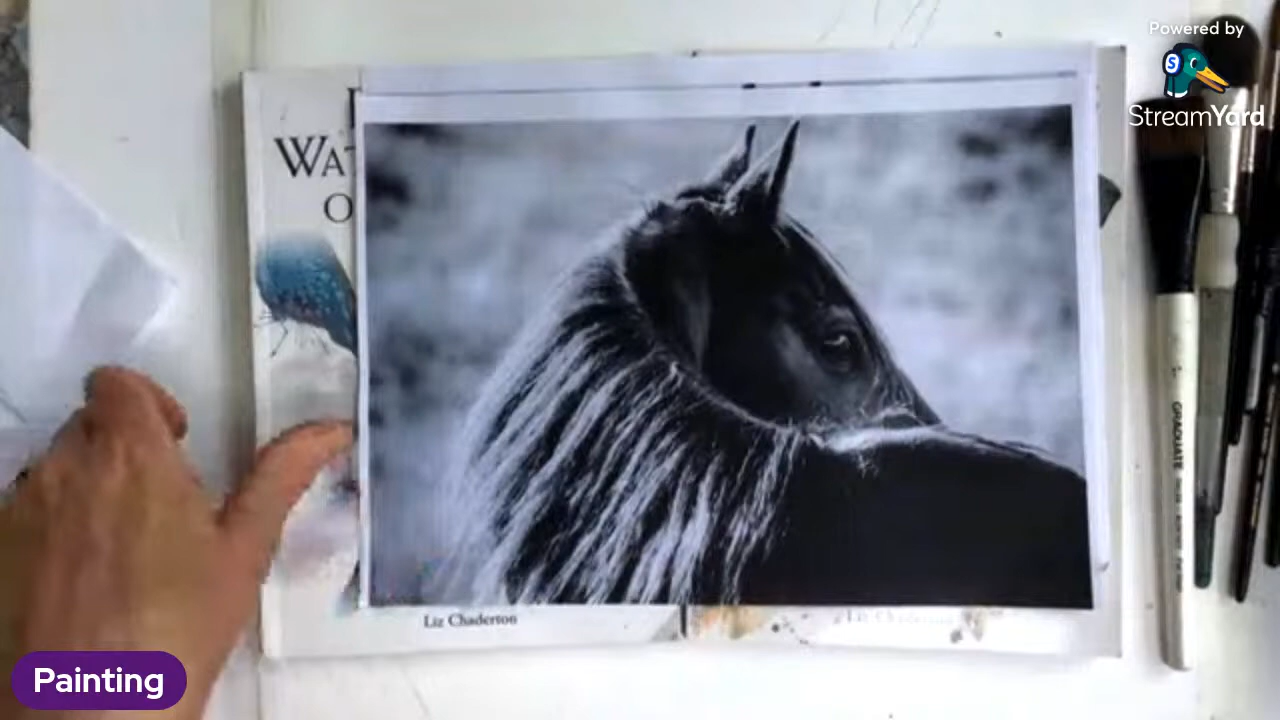 Powered by
StreamYard
WA
O
Liz Chaderton
GRADUATE
Painting